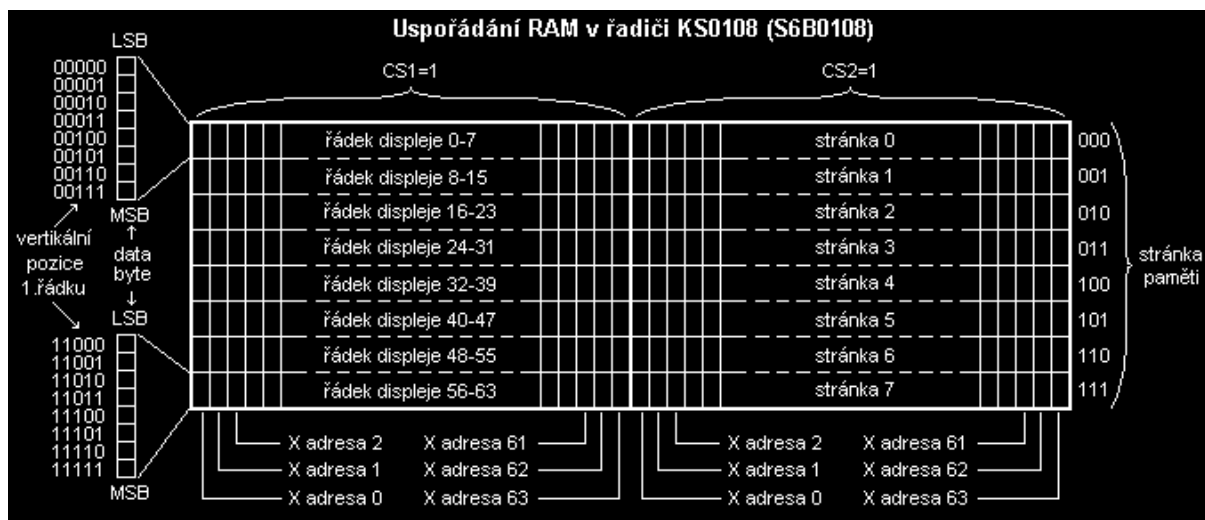 Uspořádání RAM v řadiči KS0108 (S6B0108)
LSB
CS1=1
CS2=1
00000
00001
00010
00011
00100
00101
00110
00111
MSB
řádek displeje 0-7
stránka 0
000
řádek displeje 8-15
stránka 1
001
řádek displeje 16-23
stránka 2
010
řádek displeje 24-31
stránka 3
011
řádek displeje 32-39
stránka 4
100
řádek displeje 40-47
stránka 5
101
řádek displeje 48-55
stránka 6
110
řádek displeje 56-63
stránka 7
111
stránka
paměti
vertikální
pozice
1.řádku
data
byte
LSB
11000
11001
11010
11011
11100
11101
11110
11111
MSB
X adresa 2
X adresa 61
X adresa 2
X adresa 61
X adresa 1
X adresa 62
X adresa 1
X adresa 62
X adresa 0
X adresa 63
X adresa 0
X adresa 63